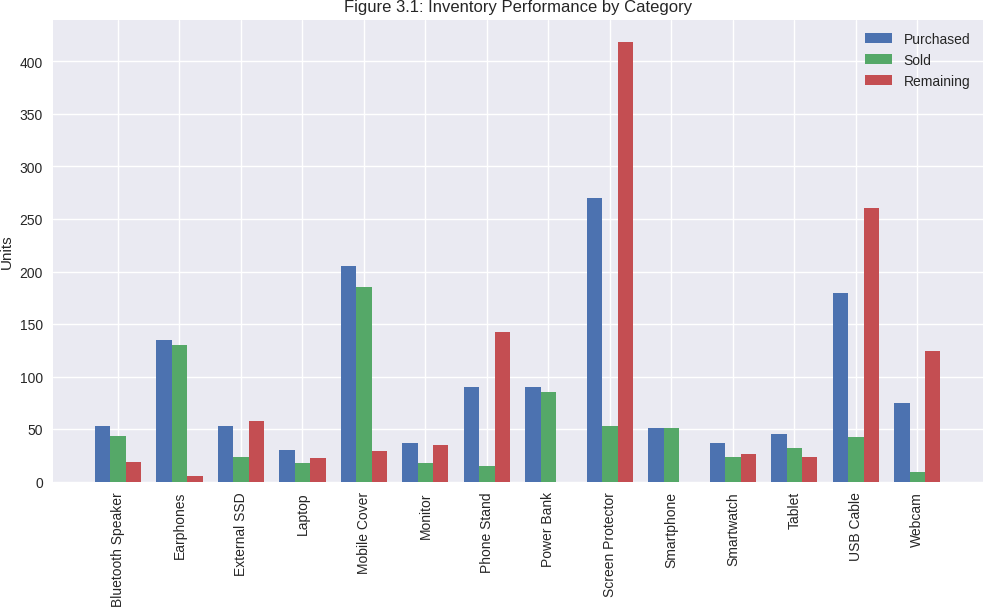 Figure 3.1: Inventory Performance by Category
Purchased
Sold
Remaining
Units
400
350
300
250
200
150
100
50
0
Bluetooth Speaker
Earphones
External SSD
Laptop
Mobile Cover
Monitor
Phone Stand
Power Bank
Screen Protector
Smartphone
Smartwatch
Tablet
USB Cable
Webcam